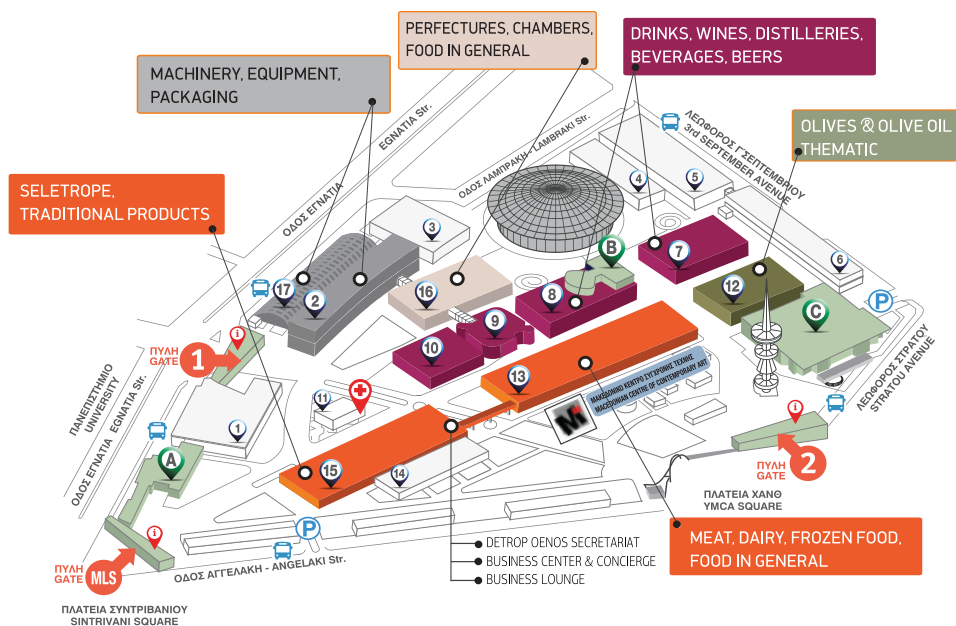 PERFECTURES, CHAMBERS,
FOOD IN GENERAL
DRINKS, WINES, DISTILLERIES,
BEVERAGES, BEERS
MACHINERY, EQUIPMENT,
PACKAGING
OLIVES & OLIVE OIL
THEMATIC
SELETROPE,
TRADITIONAL PRODUCTS
EGNATIA Str.
ΟΔΟΣ ΕΓΝΑΤΙΑ
ΟΔΟΣ ΛΑΜΠΡΑΚΗ - LAMBRAKI Str.
ΛΕΩΦΟΡΟΣ Γ΄ ΣΕΠΤΕΜΒΡΙΟΥ
3rd SEPTEMBER AVENUE
4
5
3
B
7
6
17
2
16
8
12
C
P
9
10
ΠΥΛΗ
GATE
1
i
13
ΜΑΚΕΔΟΝΙΚΟ ΚΕΝΤΡΟ ΣΥΓΧΡΟΝΗΣ ΤΕΧΝΗΣ
MACEDONIAN CENTRE OF CONTEMPORARY ART
M
ΛΕΩΦΟΡΟΣ ΣΤΡΑΤΟΥ
STRATOU AVENUE
ΠΑΝΕΠΙΣΤΗΜΙΟ
UNIVERSITY
ΟΔΟΣ ΕΓΝΑΤΙΑ EGNATIA Str.
11
1
i
A
15
14
ΠΥΛΗ
GATE
2
ΠΛΑΤΕΙΑ ΧΑΝΘ
YMCA SQUARE
P
i
MEAT, DAIRY, FROZEN FOOD,
FOOD IN GENERAL
DETROP OENOS SECRETARIAT
BUSINESS CENTER & CONCIERGE
BUSINESS LOUNGE
ΟΔΟΣ ΑΓΓΕΛΑΚΗ - ANGELAKI Str.
ΠΥΛΗ
GATE
MLS
ΠΛΑΤΕΙΑ ΣΥΝΤΡΙΒΑΝΙΟΥ
SINTRIVANI SQUARE